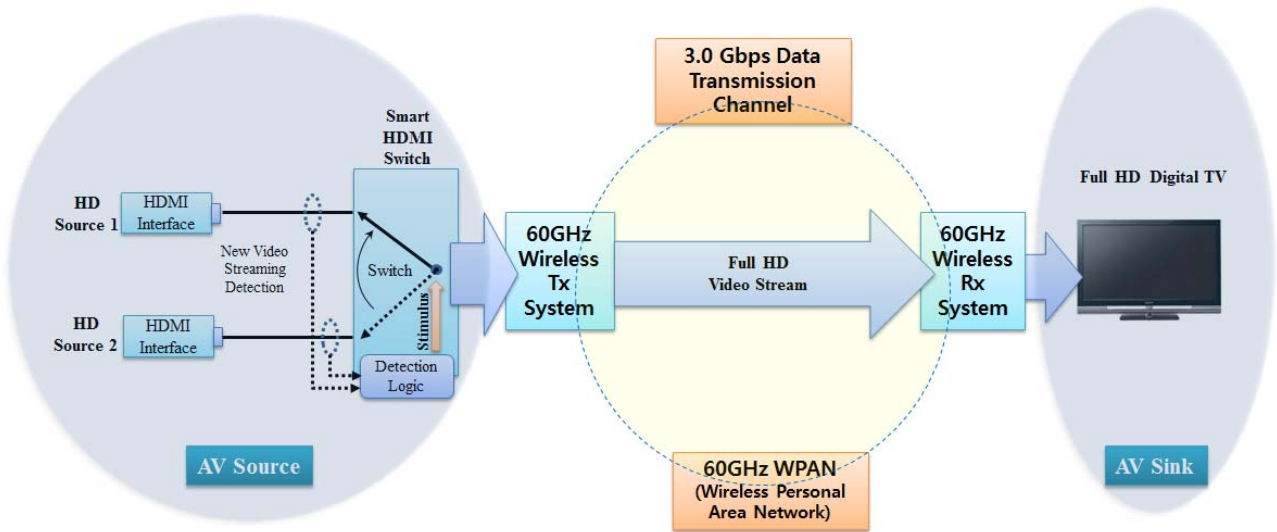 3.0 Gbps Data
Transmission
Channel
Smart
HDMI
Switch
Full HD Digital TV
HD
Source 1
HDMI
Interface
New Video
Streaming
Detection
Switch
Stimulus
60GHz
Wireless
Tx
System
Full HD
Video Stream
60GHz
Wireless
Rx
System
HD
Source 2
HDMI
Interface
Detection
Logic
AV Source
60GHz WPAN
(Wireless Personal
Area Network)
AV Sink